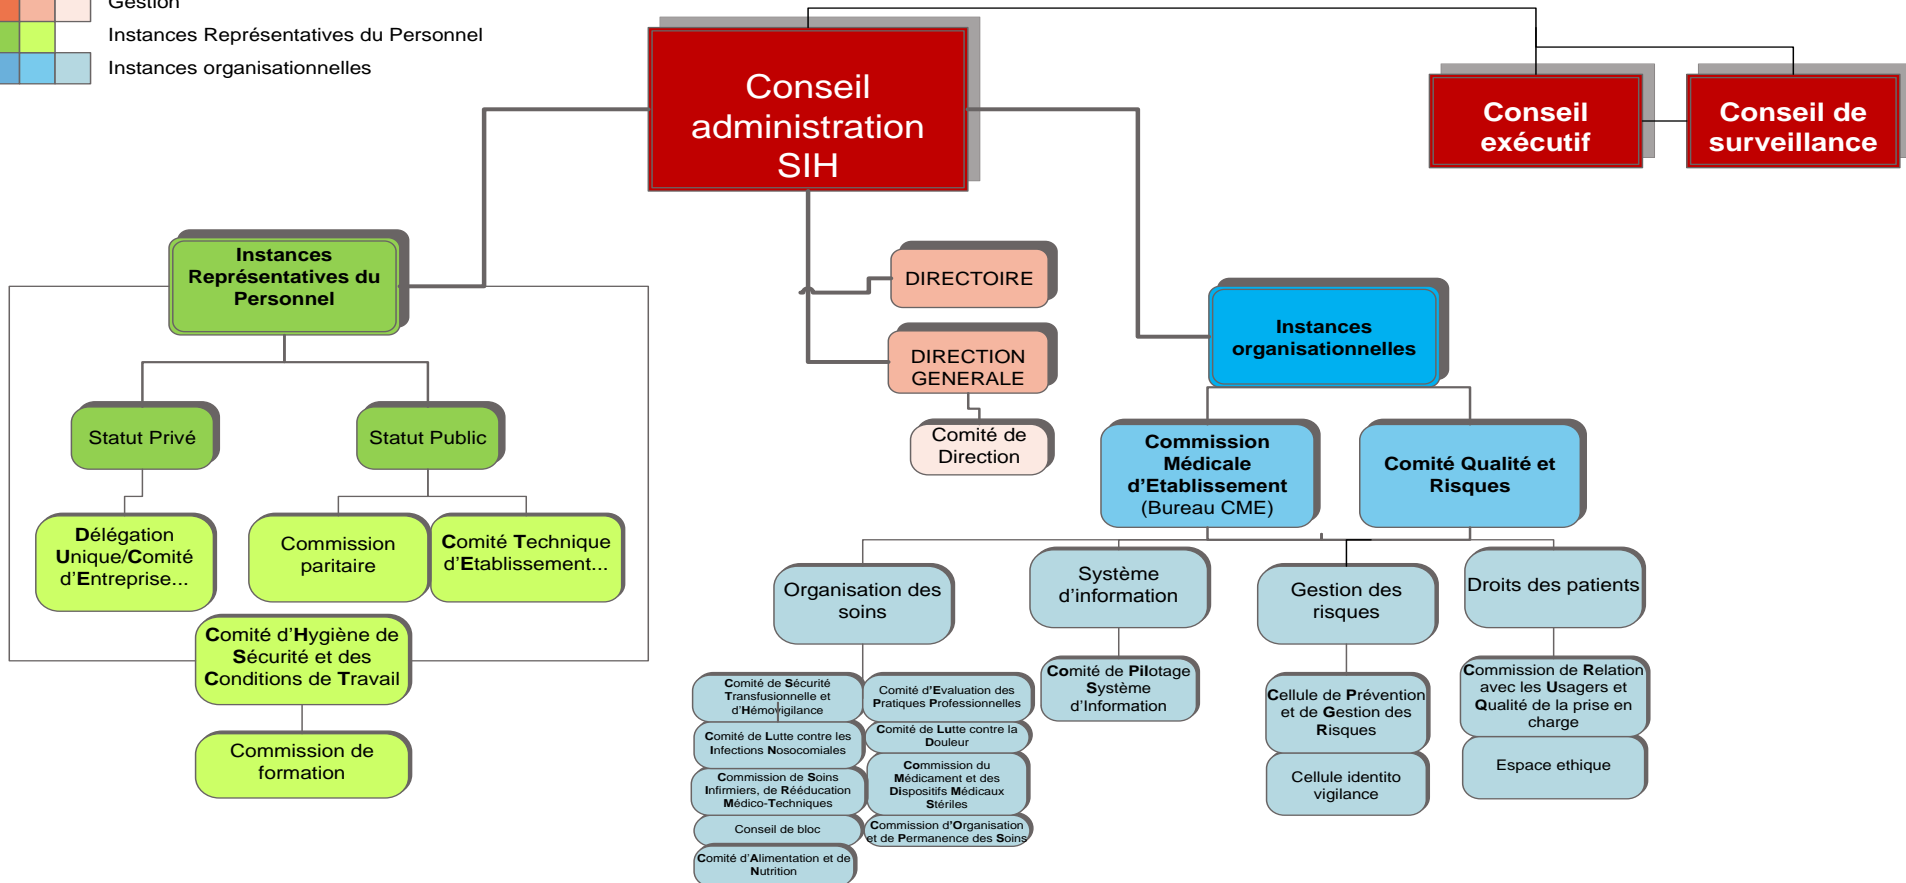 Gestion
Instances Représentatives du Personnel
Instances organisationnelles
Conseil
administration
SIH
Conseil
exécutif
Conseil de
surveillance
Instances
Représentatives du
Personnel
DIRECTOIRE
DIRECTION
GENERALE
Comité de
Direction
Instances
organisationnelles
Statut Privé
Statut Public
Délégation
Unique/Comité
d'Entreprise...
Commission
paritaire
Comité Technique
d'Etablissement...
Comité d'Hygiène de
Sécurité et des
Conditions de Travail
Commission de
formation
Commission
Médicale
d'Etablissement
(Bureau CME)
Comité Qualité et
Risques
Organisation des
soins
Système
d'information
Gestion des
risques
Droits des patients
Comité de Sécurité
Transfusionnelle et
d'Hémovigilance
Comité de Lutte contre les
Infections Nosocomiales
Commission de Soins
Infirmiers, de Rééducation
Médico-Techniques
Conseil de bloc
Comité d'Alimentation et de
Nutrition
Comité d'Evaluation des
Pratiques Professionnelles
Comité de Lutte contre la
Douleur
Commission du
Médicament et des
Dispositifs Médicaux
Stériles
Commission d'Organisation
et de Permanence des Soins
Comité de Pilotage
Système
d'Information
Cellule de Prévention
et de Gestion des
Risques
Cellule identito
vigilance
Commission de Relation
avec les Usagers et
Qualité de la prise en
charge
Espace ethique